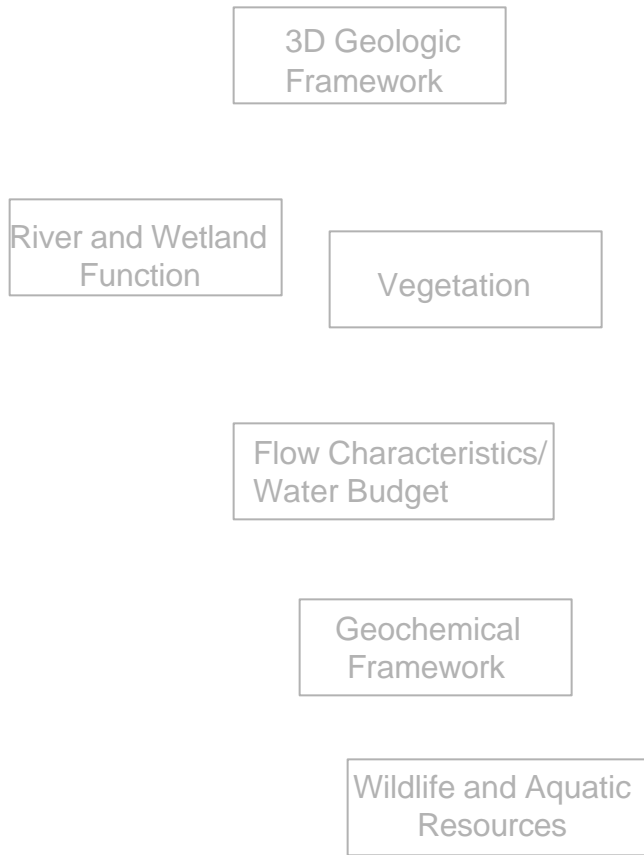 3D Geologic
Framework
River and Wetland
Function
Vegetation
Flow Characteristics/
Water Budget
Geochemical
Framework
Wildlife and Aquatic
Resources